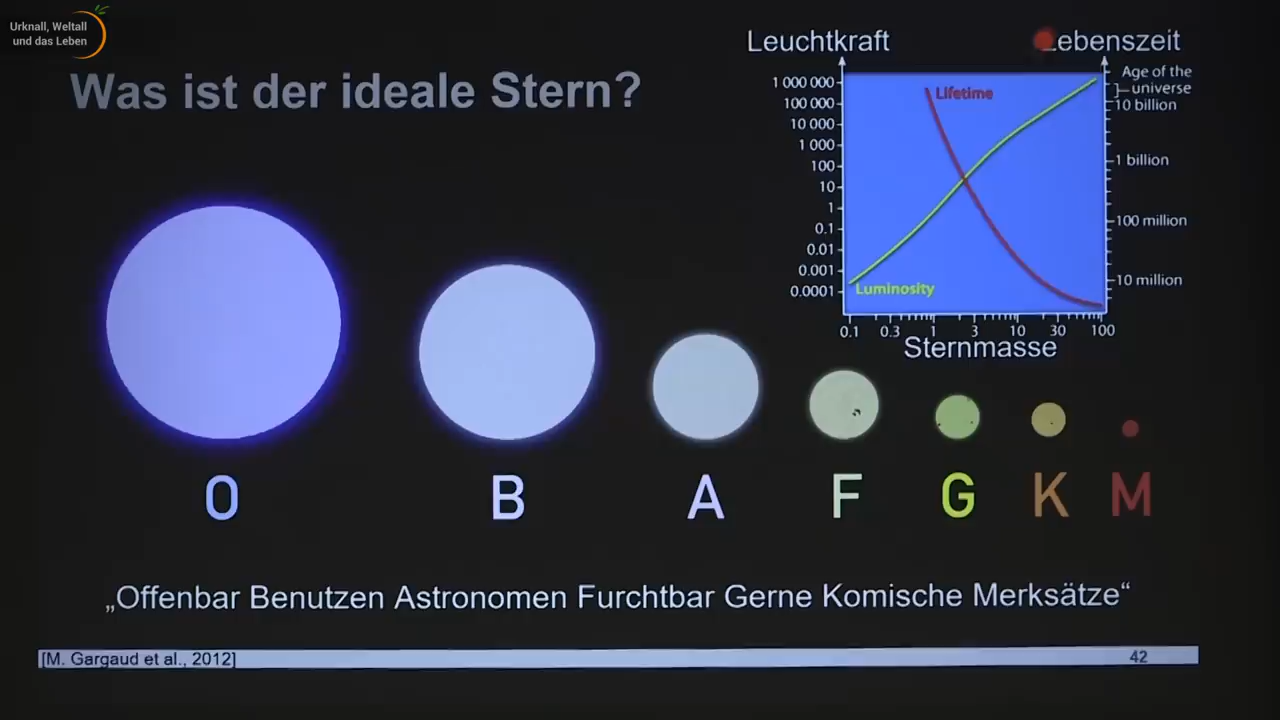 Urknall, Weltall
und das Leben
Was ist der ideale Stern?
Leuchtkraft
Lebenszeit
1 000 000
100 000
10 000
1 000
100
10
1
0.1
0.01
0.001
0.0001
Lifetime
Luminosity
Age of the
universe
10 billion
1 billion
100 million
10 million
0.1 0.3 1 3 10 30 100
Sternmasse
O B A F G K M
„Offenbar Benutzen Astronomen Furchtbar Gerne Komische Merksätze“
[M. Gargaud et al., 2012]
42